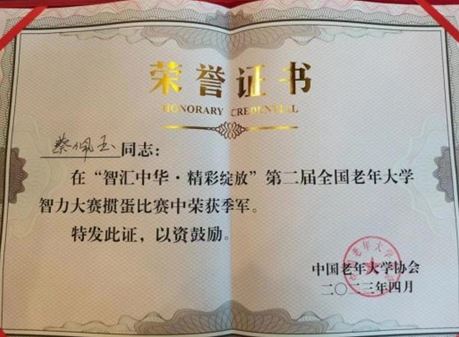 荣誉证书
HONORARY CREDENTIAL
蔡佩玉同志：
在“智汇中华·精彩绽放”第二届全国老年大学
智力大赛掼蛋比赛中荣获季军。
特发此证，以资鼓励。
中国老年大学协会
二〇二三年四月